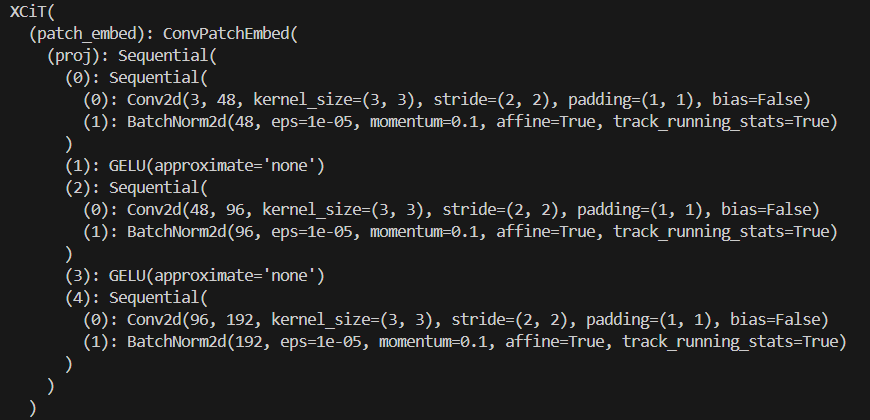 XCiT(
  (patch_embed): ConvPatchEmbed(
    (proj): Sequential(
      (0): Sequential(
        (0): Conv2d(3, 48, kernel_size=(3, 3), stride=(2, 2), padding=(1, 1), bias=False)
        (1): BatchNorm2d(48, eps=1e-05, momentum=0.1, affine=True, track_running_stats=True)
      )
      (1): GELU(approximate='none')
      (2): Sequential(
        (0): Conv2d(48, 96, kernel_size=(3, 3), stride=(2, 2), padding=(1, 1), bias=False)
        (1): BatchNorm2d(96, eps=1e-05, momentum=0.1, affine=True, track_running_stats=True)
      )
      (3): GELU(approximate='none')
      (4): Sequential(
        (0): Conv2d(96, 192, kernel_size=(3, 3), stride=(2, 2), padding=(1, 1), bias=False)
        (1): BatchNorm2d(192, eps=1e-05, momentum=0.1, affine=True, track_running_stats=True)
      )
    )
  )